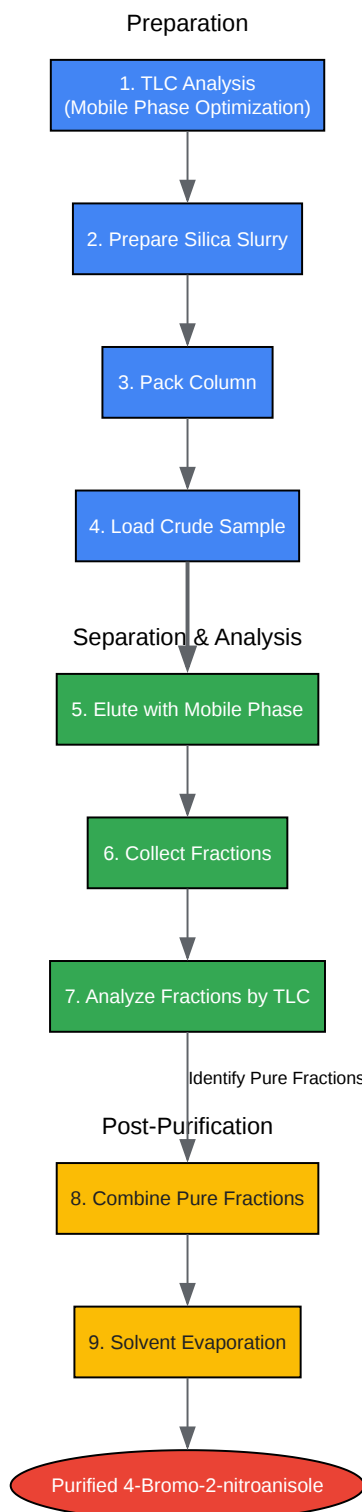 Preparation
1. TLC Analysis
(Mobile Phase Optimization)
2. Prepare Silica Slurry
3. Pack Column
4. Load Crude Sample
Separation & Analysis
5. Elute with Mobile Phase
6. Collect Fractions
7. Analyze Fractions by TLC
Identify Pure Fractions
Post-Purification
8. Combine Pure Fractions
9. Solvent Evaporation
Purified 4-Bromo-2-nitroanisole